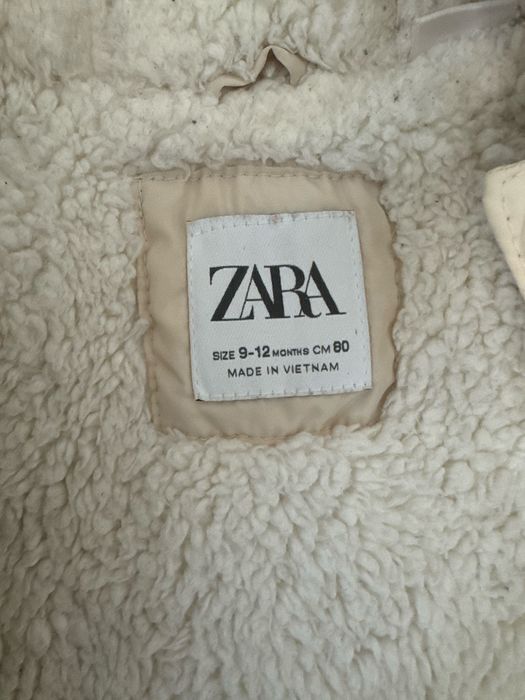 ZARA
SIZE 9-12 MONTHS CM 80
MADE IN VIETNAM